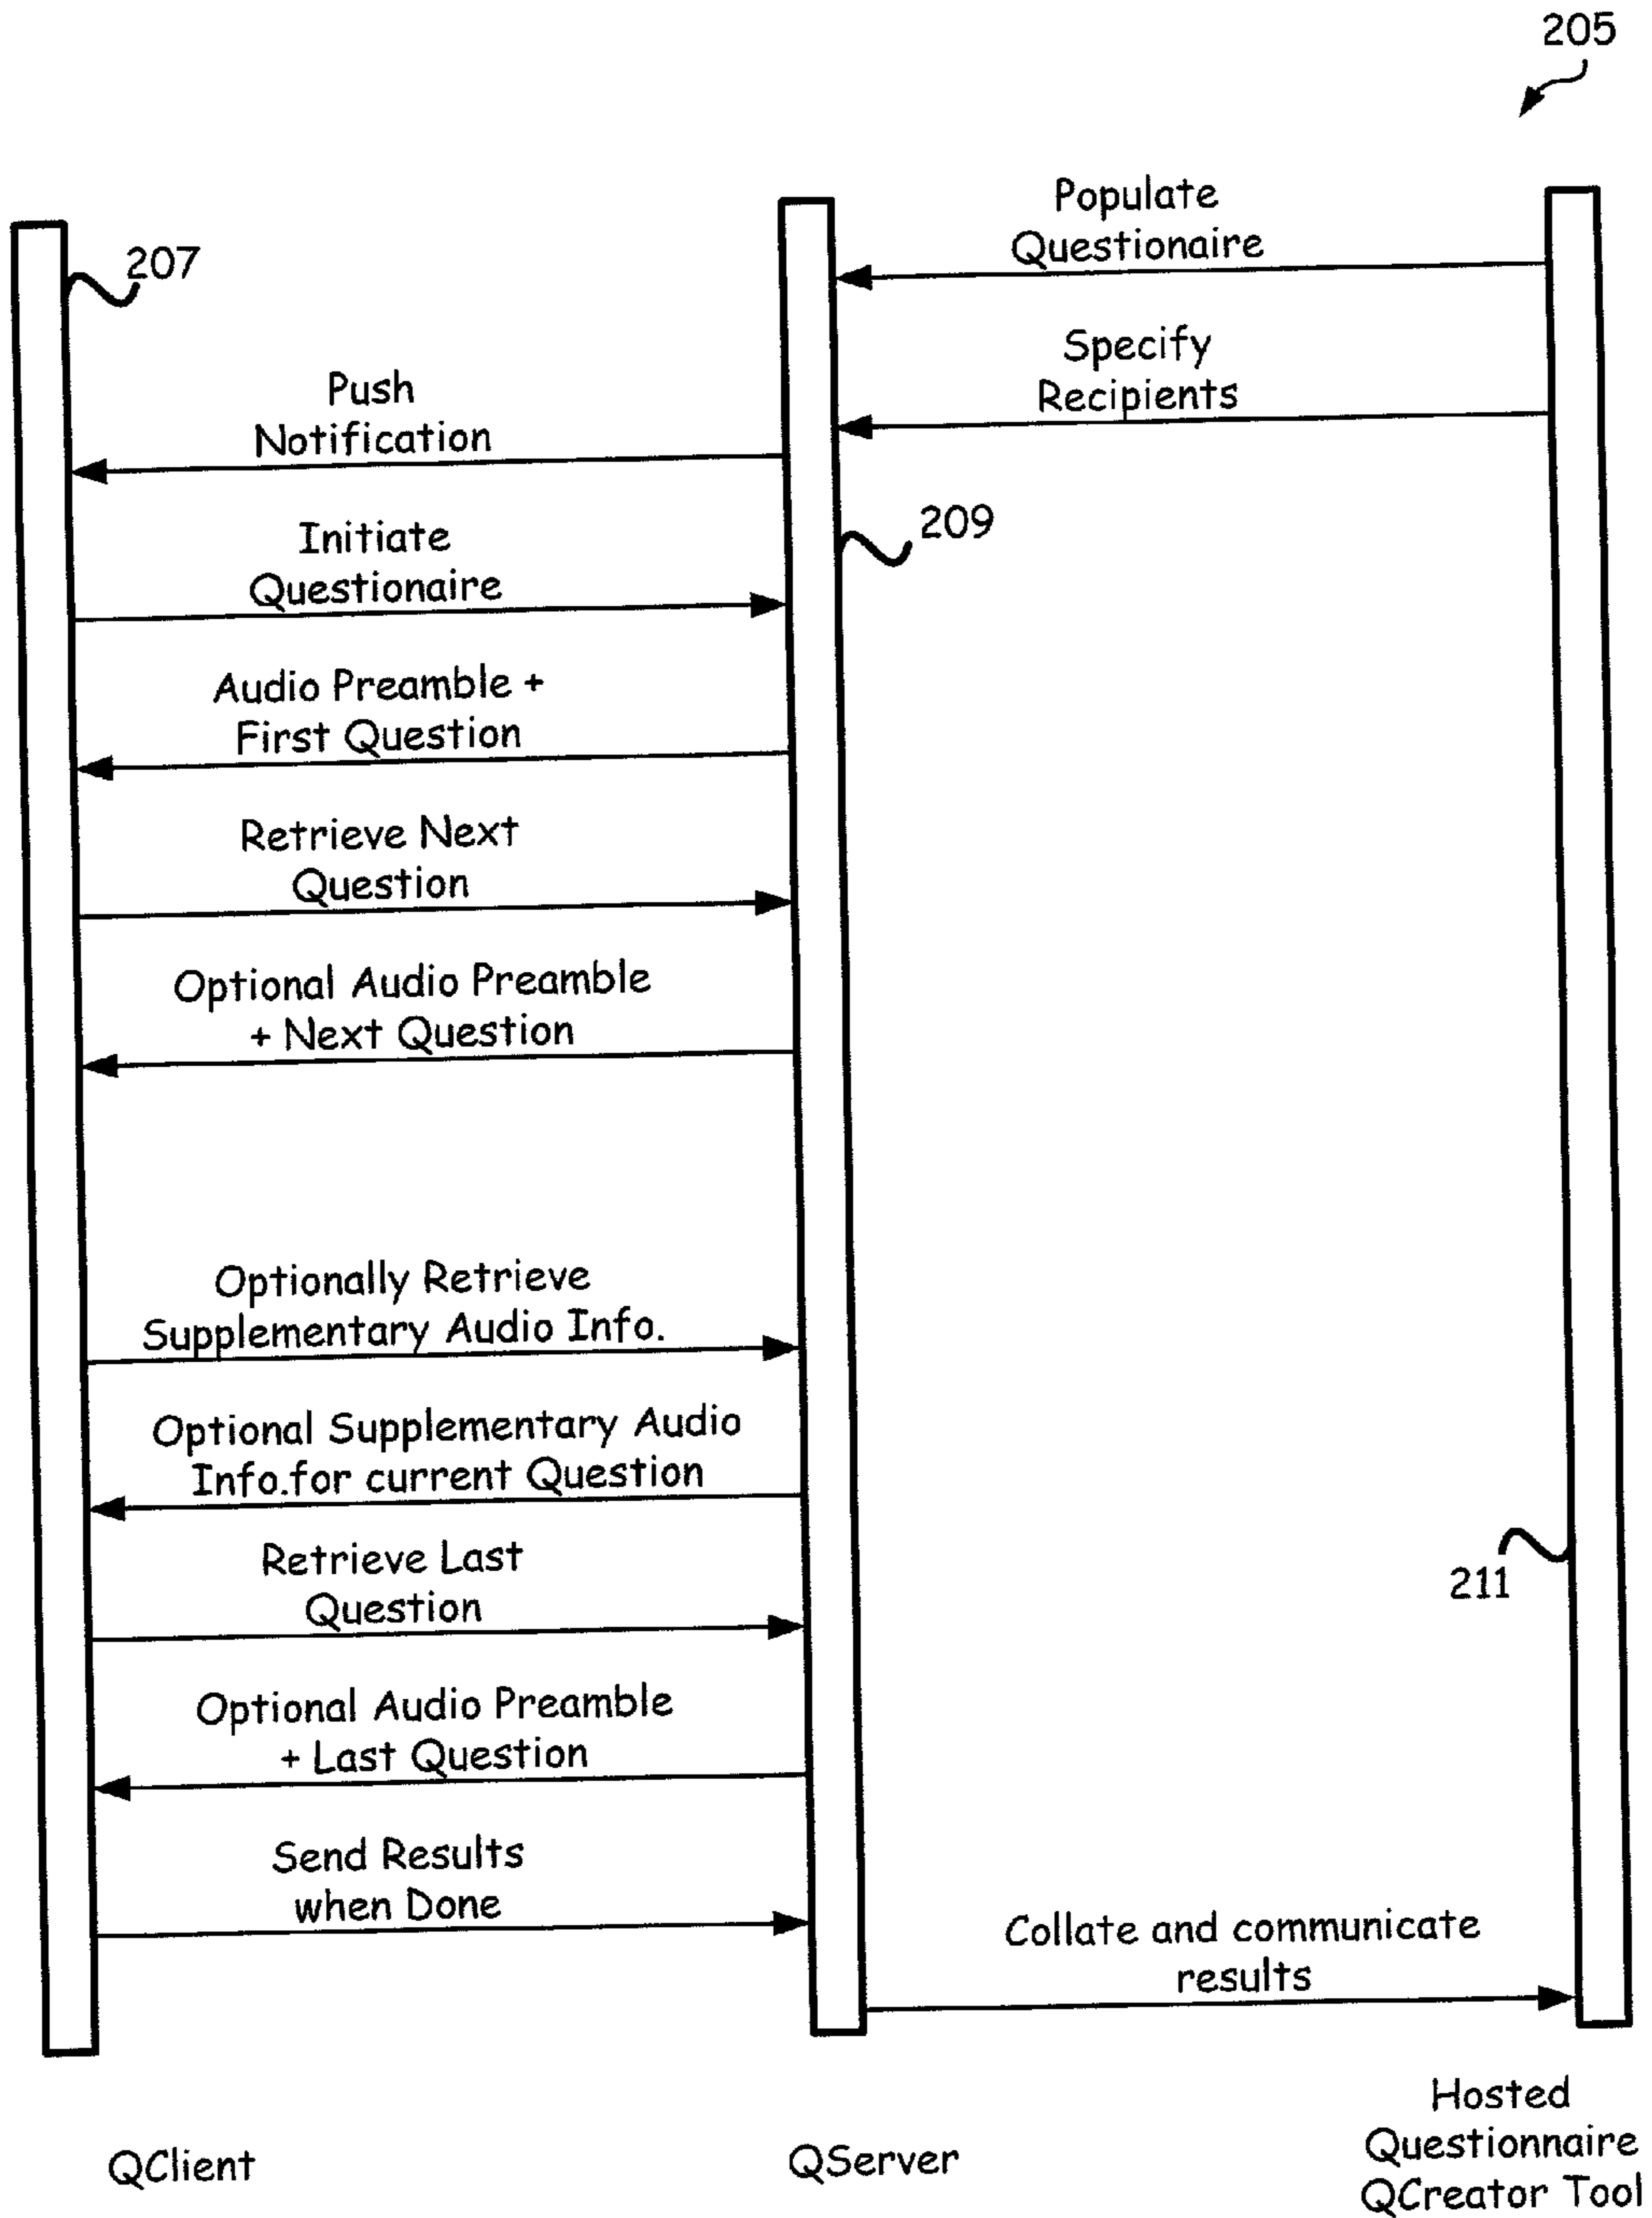 205
Populate
Questionaire
207
Specify
Recipients
Push
Notification
209
Initiate
Questionaire
Audio Preamble +
First Question
Retrieve Next
Question
Optional Audio Preamble
+ Next Question
Optionally Retrieve
Supplementary Audio Info.
Optional Supplementary Audio
Info.for current Question
Retrieve Last
Question
211
Optional Audio Preamble
+ Last Question
Send Results
when Done
Collate and communicate
results
QClient
QServer
Hosted
Questionnaire
QCreator Tool